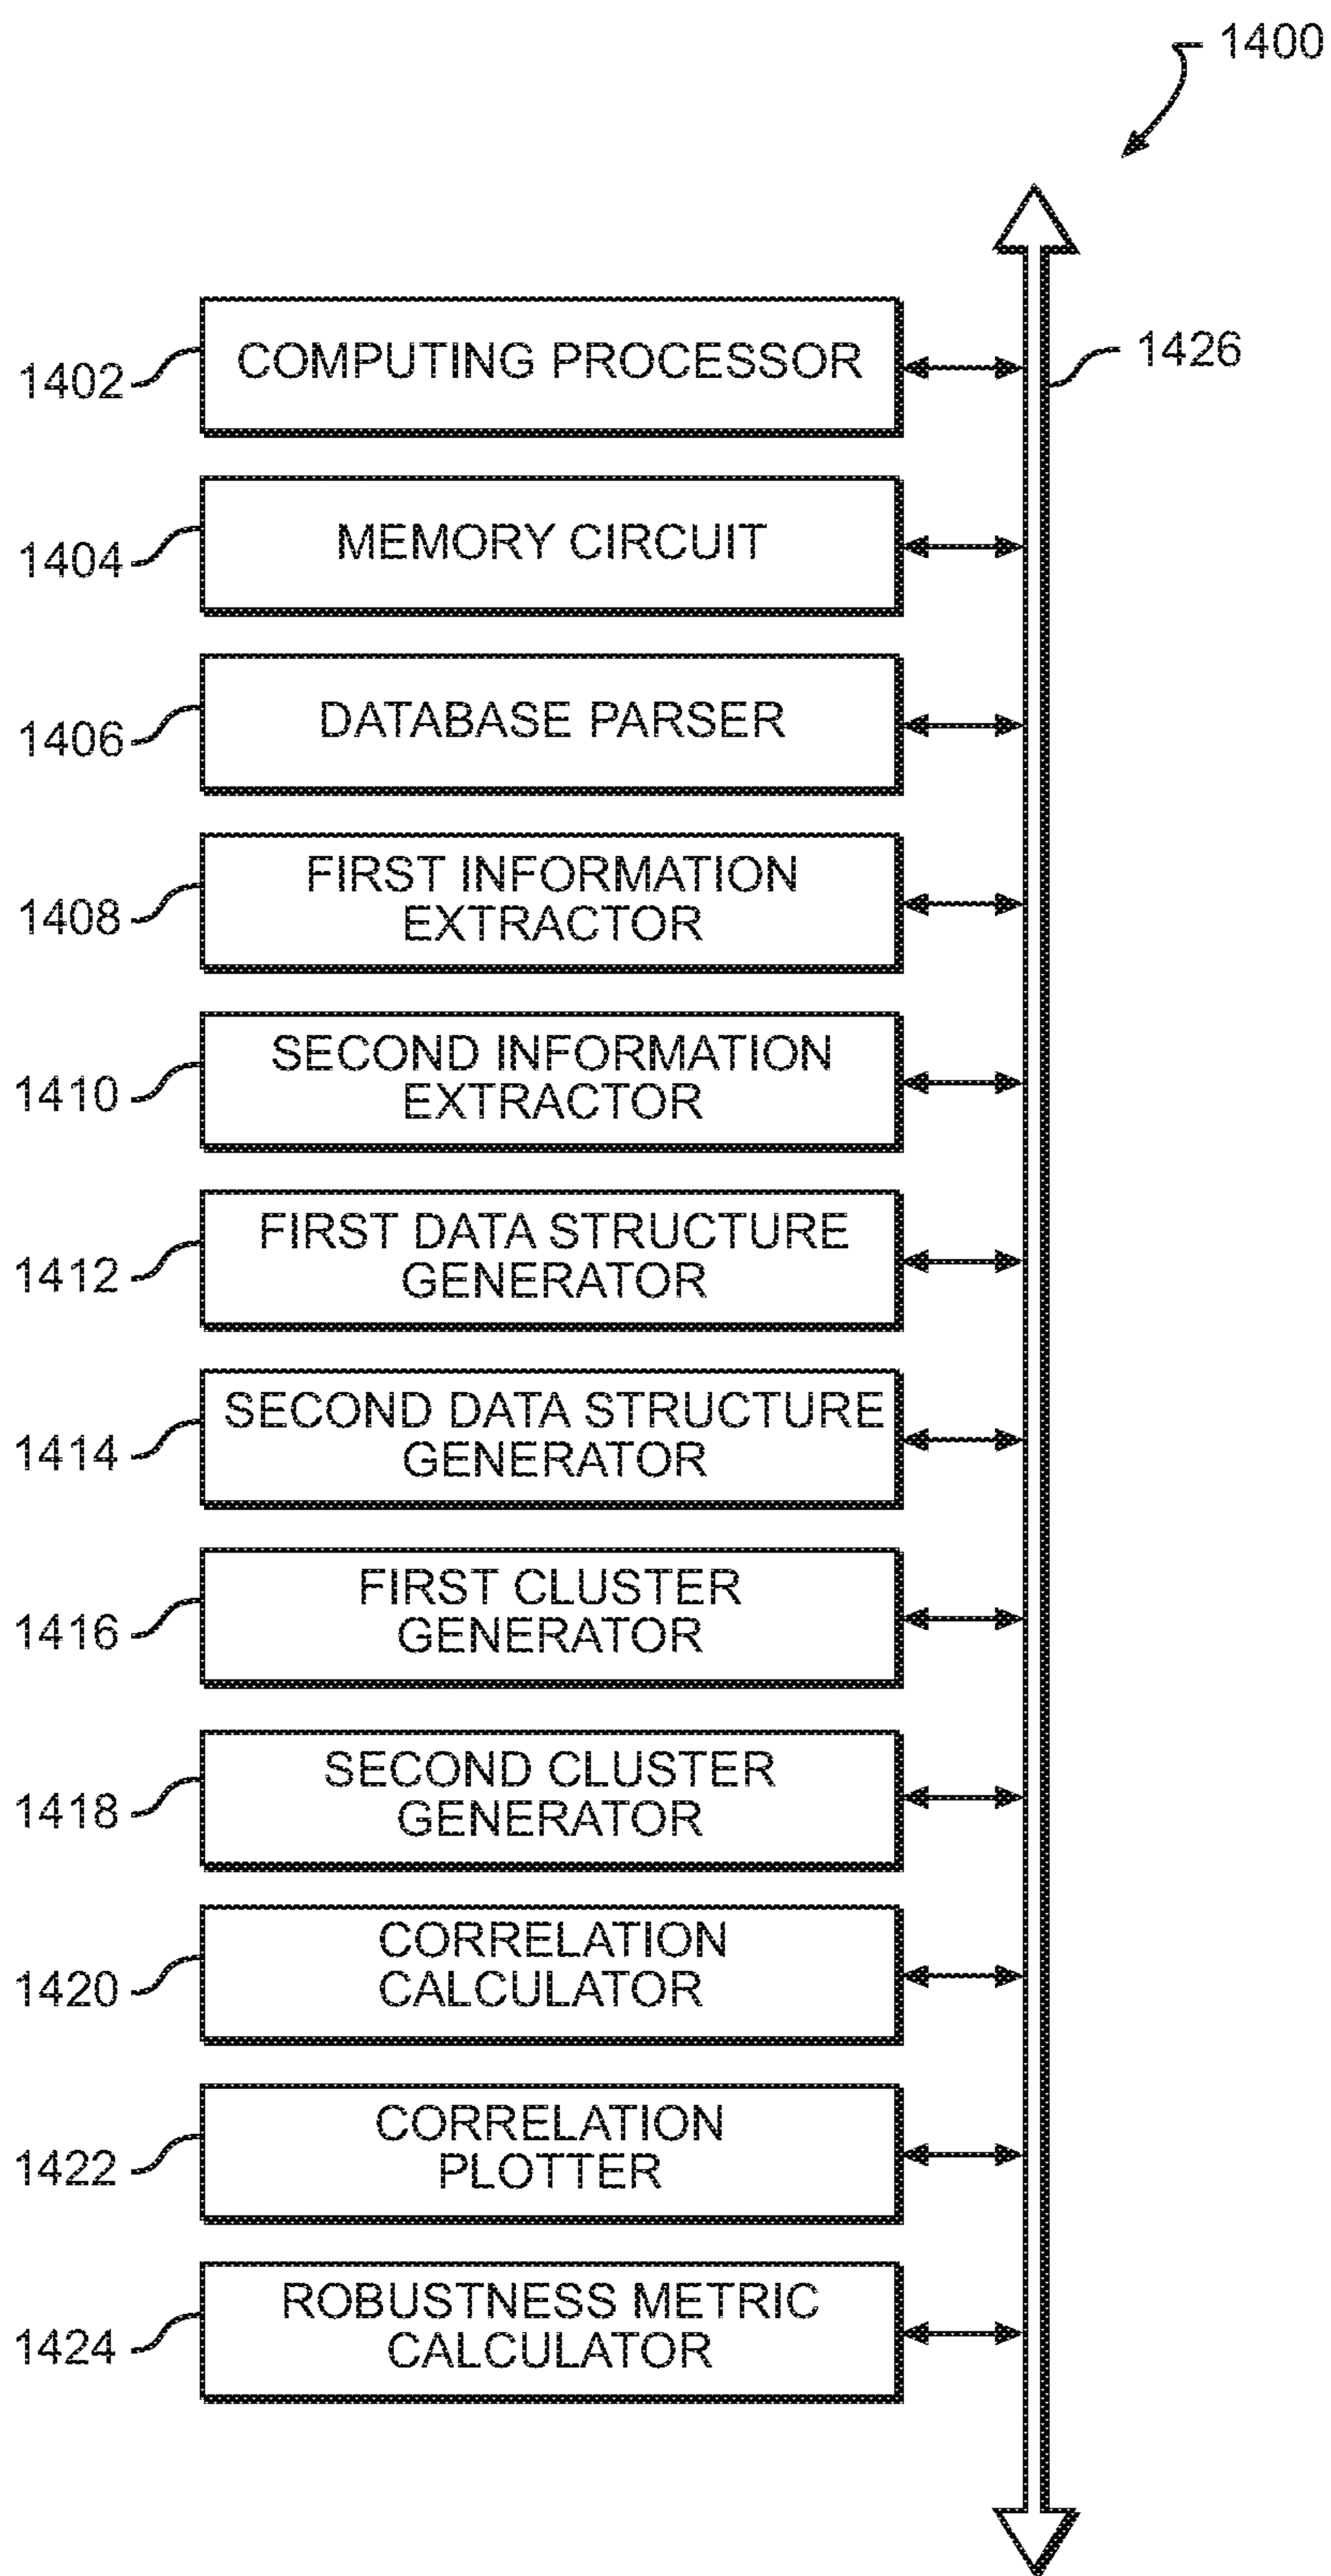 1400
1426
1402
COMPUTING PROCESSOR
1404
MEMORY CIRCUIT
1406
DATABASE PARSER
1408
FIRST INFORMATION
EXTRACTOR
1410
SECOND INFORMATION
EXTRACTOR
1412
FIRST DATA STRUCTURE
GENERATOR
1414
SECOND DATA STRUCTURE
GENERATOR
1416
FIRST CLUSTER
GENERATOR
1418
SECOND CLUSTER
GENERATOR
1420
CORRELATION
CALCULATOR
1422
CORRELATION
PLOTTER
1424
ROBUSTNESS METRIC
CALCULATOR